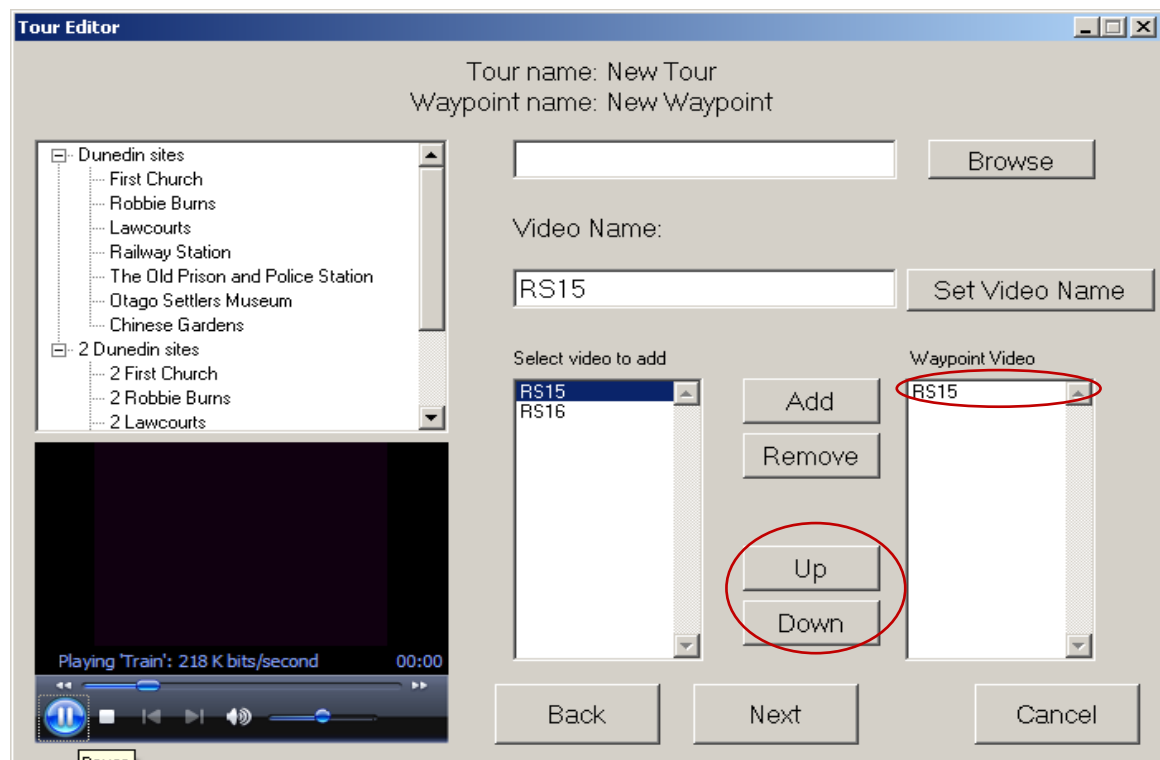 Tour Editor
Tour name: New Tour
Waypoint name: New Waypoint
Dunedin sites
First Church
Robbie Burns
Lawcourts
Railway Station
The Old Prison and Police Station
Otago Settlers Museum
Chinese Gardens
2 Dunedin sites
2 First Church
2 Robbie Burns
2 Lawcourts
Playing 'Train': 218 K bits/second 00:00
Browse
Video Name:
RS15
Set Video Name
Select video to add
RS15
RS16
Add
Remove
Up
Down
Waypoint Video
RS15
Back
Next
Cancel